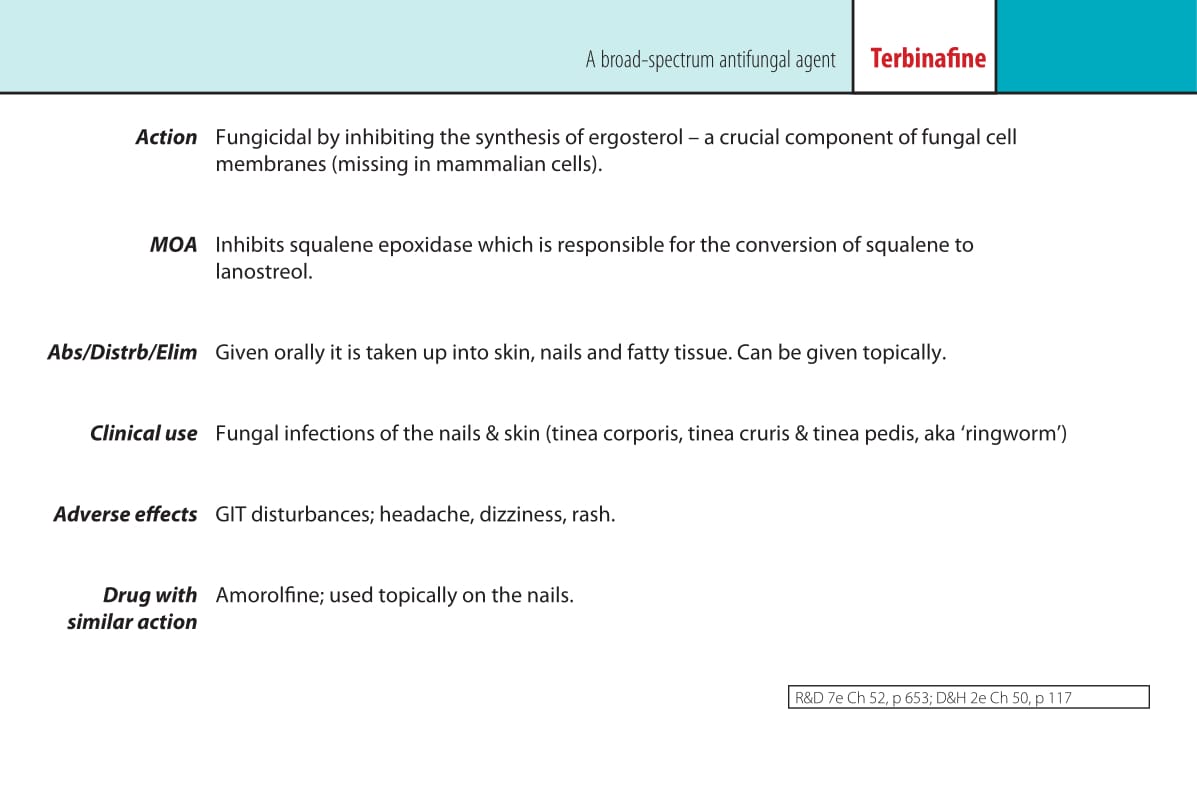 A broad-spectrum antifungal agent Terbinafine
Action Fungicidal by inhibiting the synthesis of ergosterol – a crucial component of fungal cell
membranes (missing in mammalian cells).
MOA Inhibits squalene epoxidase which is responsible for the conversion of squalene to
lanostreol.
Abs/Distrb/Elim Given orally it is taken up into skin, nails and fatty tissue. Can be given topically.
Clinical use Fungal infections of the nails & skin (tinea corporis, tinea cruris & tinea pedis, aka ‘ringworm’)
Adverse effects GIT disturbances; headache, dizziness, rash.
Drug with Amorolfine; used topically on the nails.
similar action
R&D 7e Ch 52, p 653; D&H 2e Ch 50, p 117